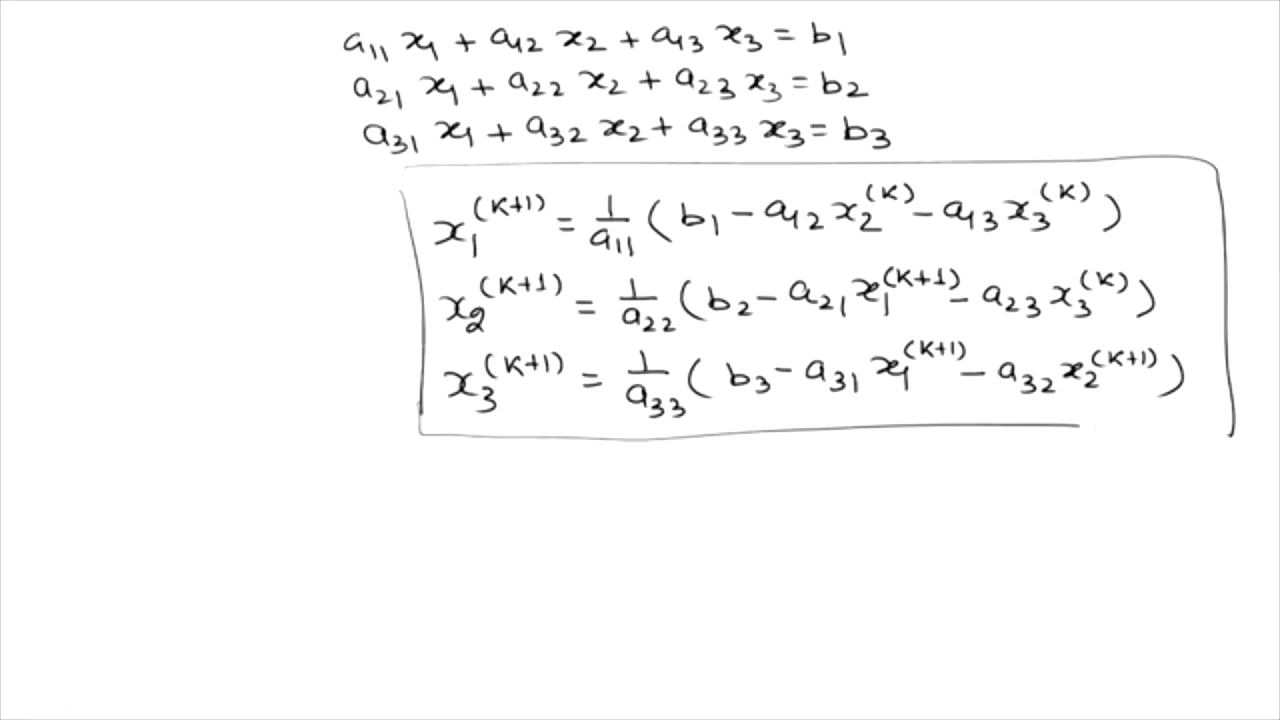 a₁₁ x₁ + a₁₂ x₂ + a₁₃ x₃ = b₁
a₂₁ x₁ + a₂₂ x₂ + a₂₃ x₃ = b₂
a₃₁ x₁ + a₃₂ x₂ + a₃₃ x₃ = b₃
x₁^(K+1) = 1/a₁₁ (b₁ - a₁₂ x₂^(K) - a₁₃ x₃^(K))
x₂^(K+1) = 1/a₂₂ (b₂ - a₂₁ x₁^(K+1) - a₂₃ x₃^(K))
x₃^(K+1) = 1/a₃₃ (b₃ - a₃₁ x₁^(K+1) - a₃₂ x₂^(K+1))